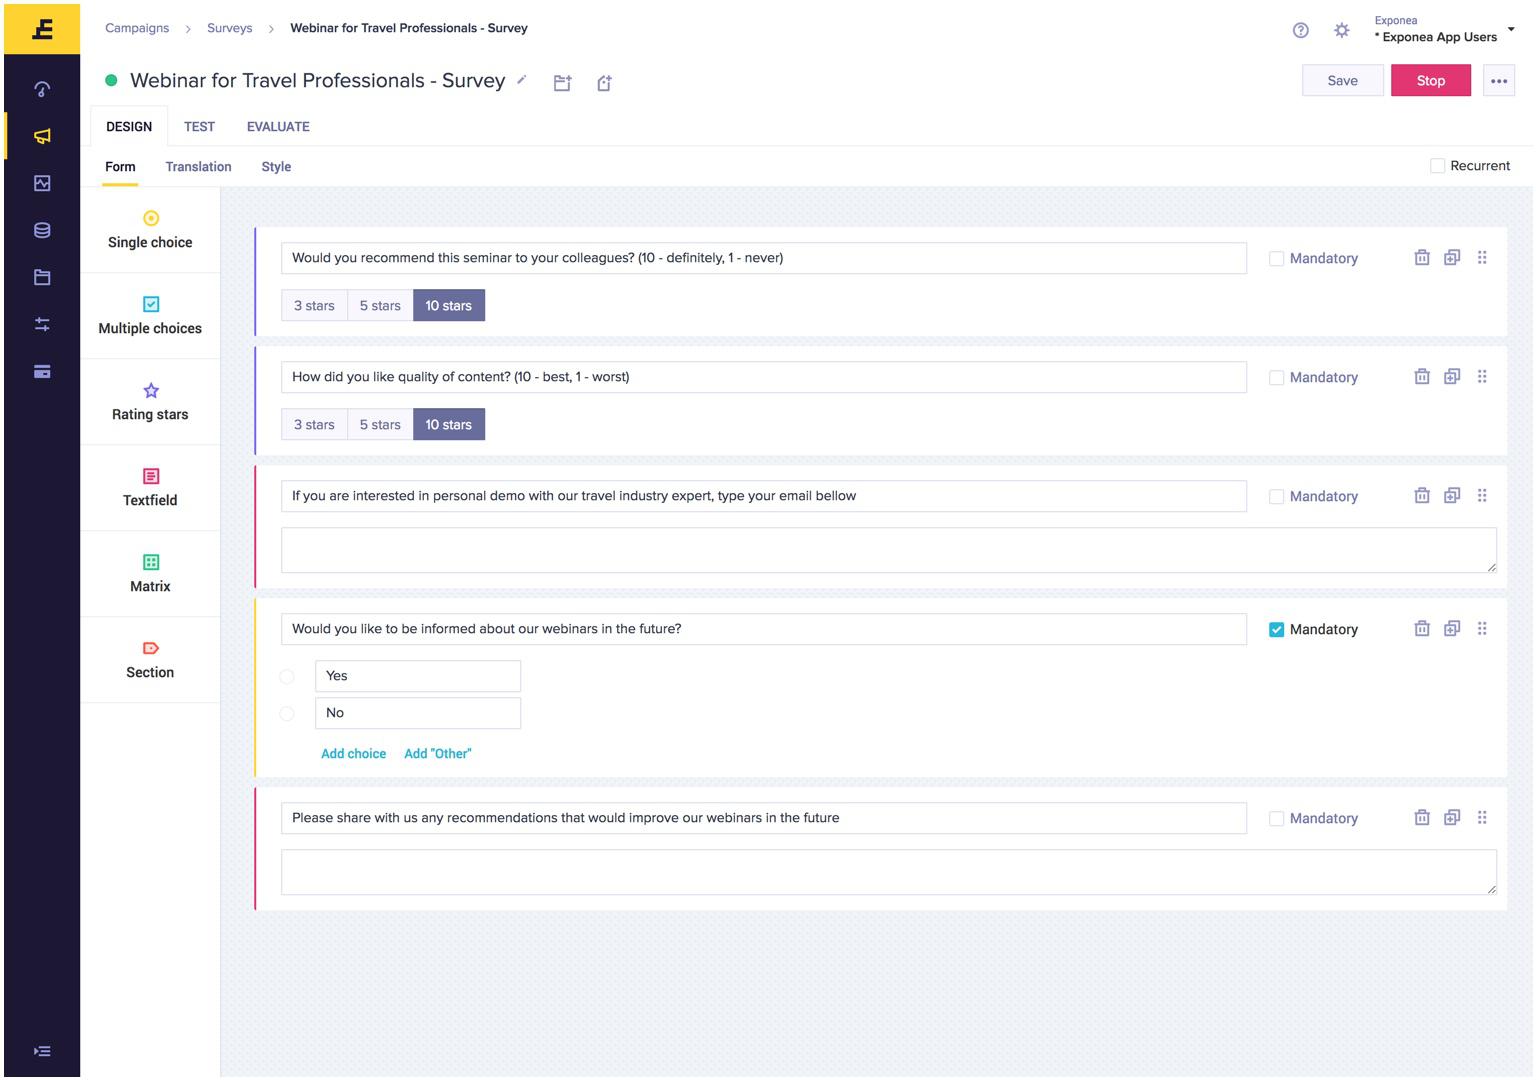 Campaigns > Surveys > Webinar for Travel Professionals - Survey
Exponea
* Exponea App Users
Webinar for Travel Professionals - Survey
Save
Stop
DESIGN
TEST
EVALUATE
Form
Translation
Style
Recurrent
Single choice
Multiple choices
Rating stars
Textfield
Matrix
Section
Would you recommend this seminar to your colleagues? (10 - definitely, 1 - never)
Mandatory
3 stars
5 stars
10 stars
How did you like quality of content? (10 - best, 1 - worst)
Mandatory
3 stars
5 stars
10 stars
If you are interested in personal demo with our travel industry expert, type your email bellow
Mandatory
Would you like to be informed about our webinars in the future?
Mandatory
Yes
No
Add choice
Add "Other"
Please share with us any recommendations that would improve our webinars in the future
Mandatory